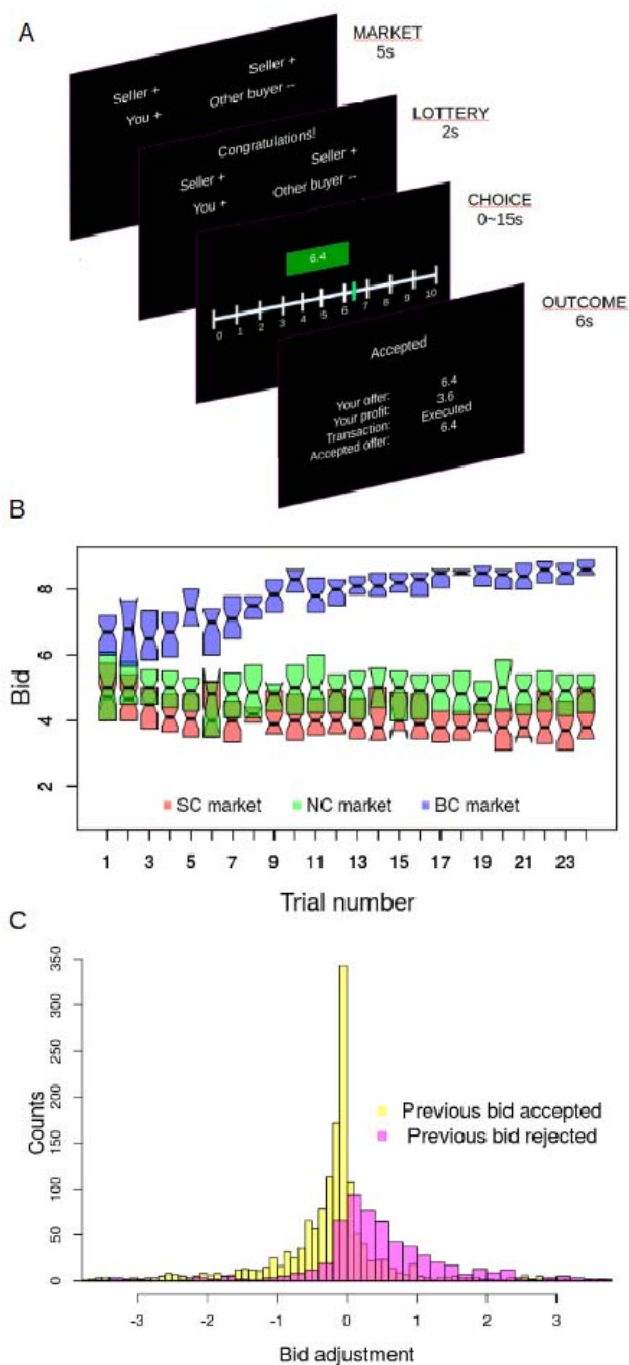 A
MARKET
5s
Seller +
Seller +
You +
Other buyer --
LOTTERY
2s
Congratulations!
Seller +
Seller +
You +
Other buyer --
CHOICE
0~15s
6.4
0 1 2 3 4 5 6 7 8 9 10
OUTCOME
6s
Accepted
Your offer: 6.4
Your profit: 3.6
Transaction: Executed
Accepted offer: 6.4
B
Bid
8
6
4
2
SC market NC market BC market
1 3 5 7 9 11 13 15 17 19 21 23
Trial number
C
Counts
350
300
250
200
150
100
50
0
Previous bid accepted
Previous bid rejected
-3 -2 -1 0 1 2 3
Bid adjustment